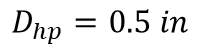 D_hp = 0.5 in